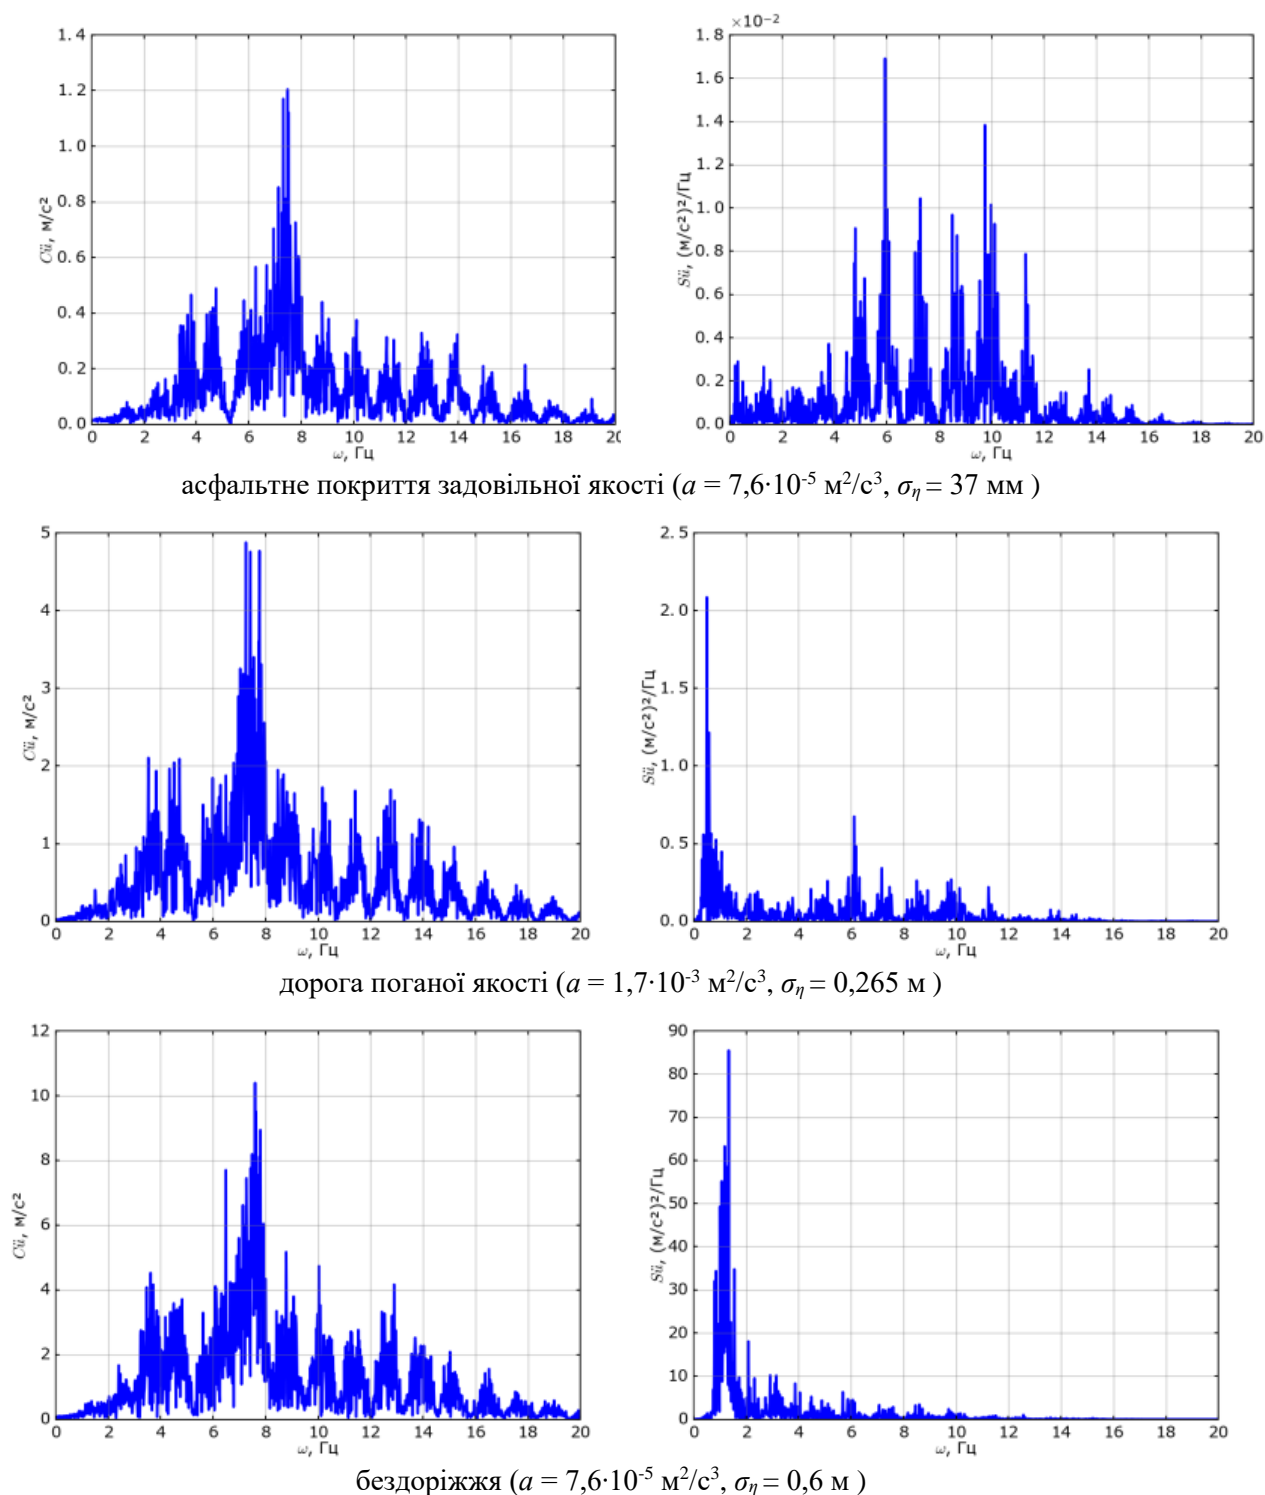 ×10⁻²
1.4 1.2 1.0 0.8 0.6 0.4 0.2 0.0
Cü, м/с²
0 2 4 6 8 10 12 14 16 18 20
ω, Гц
1.8 1.6 1.4 1.2 1.0 0.8 0.6 0.4 0.2 0.0
Sü, (м/с²)²/Гц
0 2 4 6 8 10 12 14 16 18 20
ω, Гц
асфальтне покриття задовільної якості (a = 7,6·10⁻⁵ м²/с³, σ_η = 37 мм )
5 4 3 2 1 0
Cü, м/с²
0 2 4 6 8 10 12 14 16 18 20
ω, Гц
2.5 2.0 1.5 1.0 0.5 0.0
Sü, (м/с²)²/Гц
0 2 4 6 8 10 12 14 16 18 20
ω, Гц
дорога поганої якості (a = 1,7·10⁻³ м²/с³, σ_η = 0,265 м )
12 10 8 6 4 2 0
Cü, м/с²
0 2 4 6 8 10 12 14 16 18 20
ω, Гц
90 80 70 60 50 40 30 20 10 0
Sü, (м/с²)²/Гц
0 2 4 6 8 10 12 14 16 18 20
ω, Гц
бездоріжжя (a = 7,6·10⁻⁵ м²/с³, σ_η = 0,6 м )